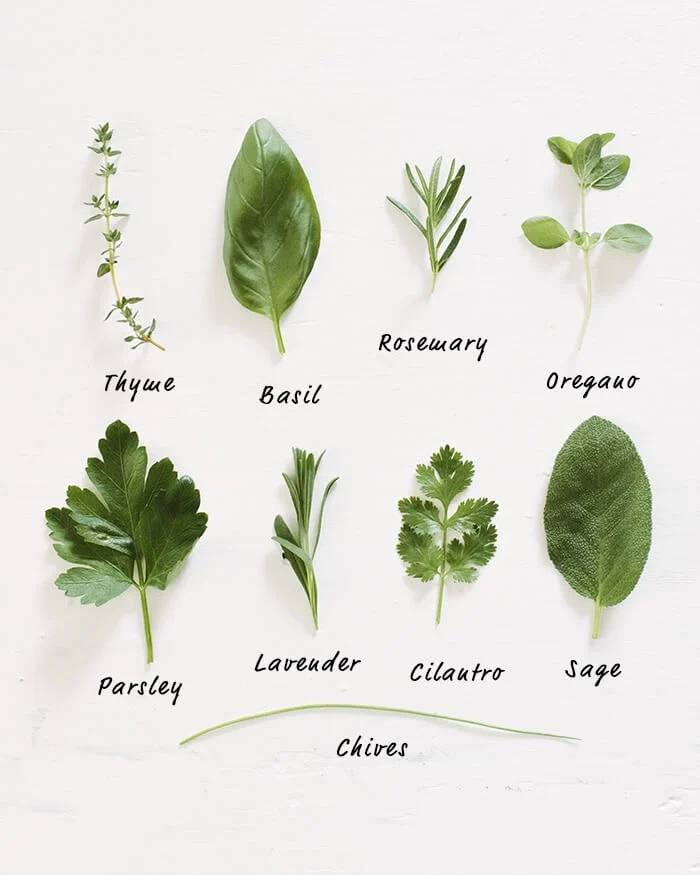 Thyme
Basil
Rosemary
Oregano
Parsley
Lavender
Cilantro
Sage
Chives